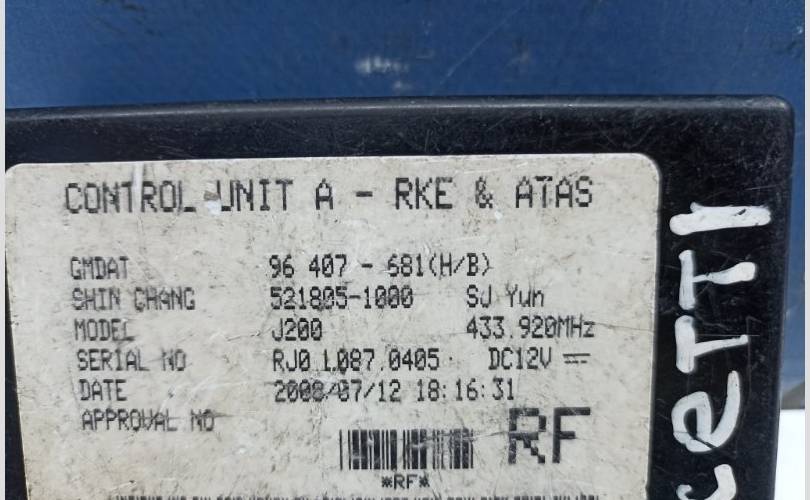 CONTROL UNIT A - RKE & ATAS
GMDAT 96 407 - 681(H/B)
SHIN CHANG 521805-1000 SJ Yun
MODEL J200 433.920MHz
SERIAL NO RJ0 1.087.0405 DC12V
DATE 2008/07/12 18:16:31
APPROVAL NO
RF
*RF*
CETTI